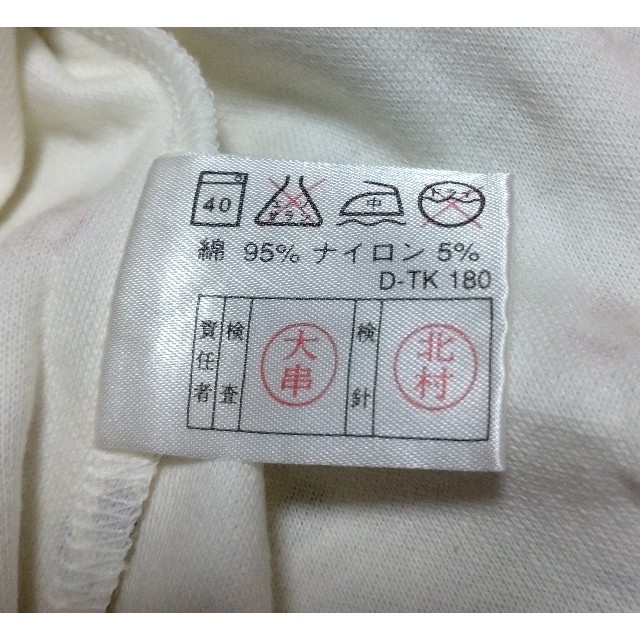 40 エンソ サラシ 中 ドライ
綿 95% ナイロン 5%
D-TK 180
検査
責任者
大串
検針
北村